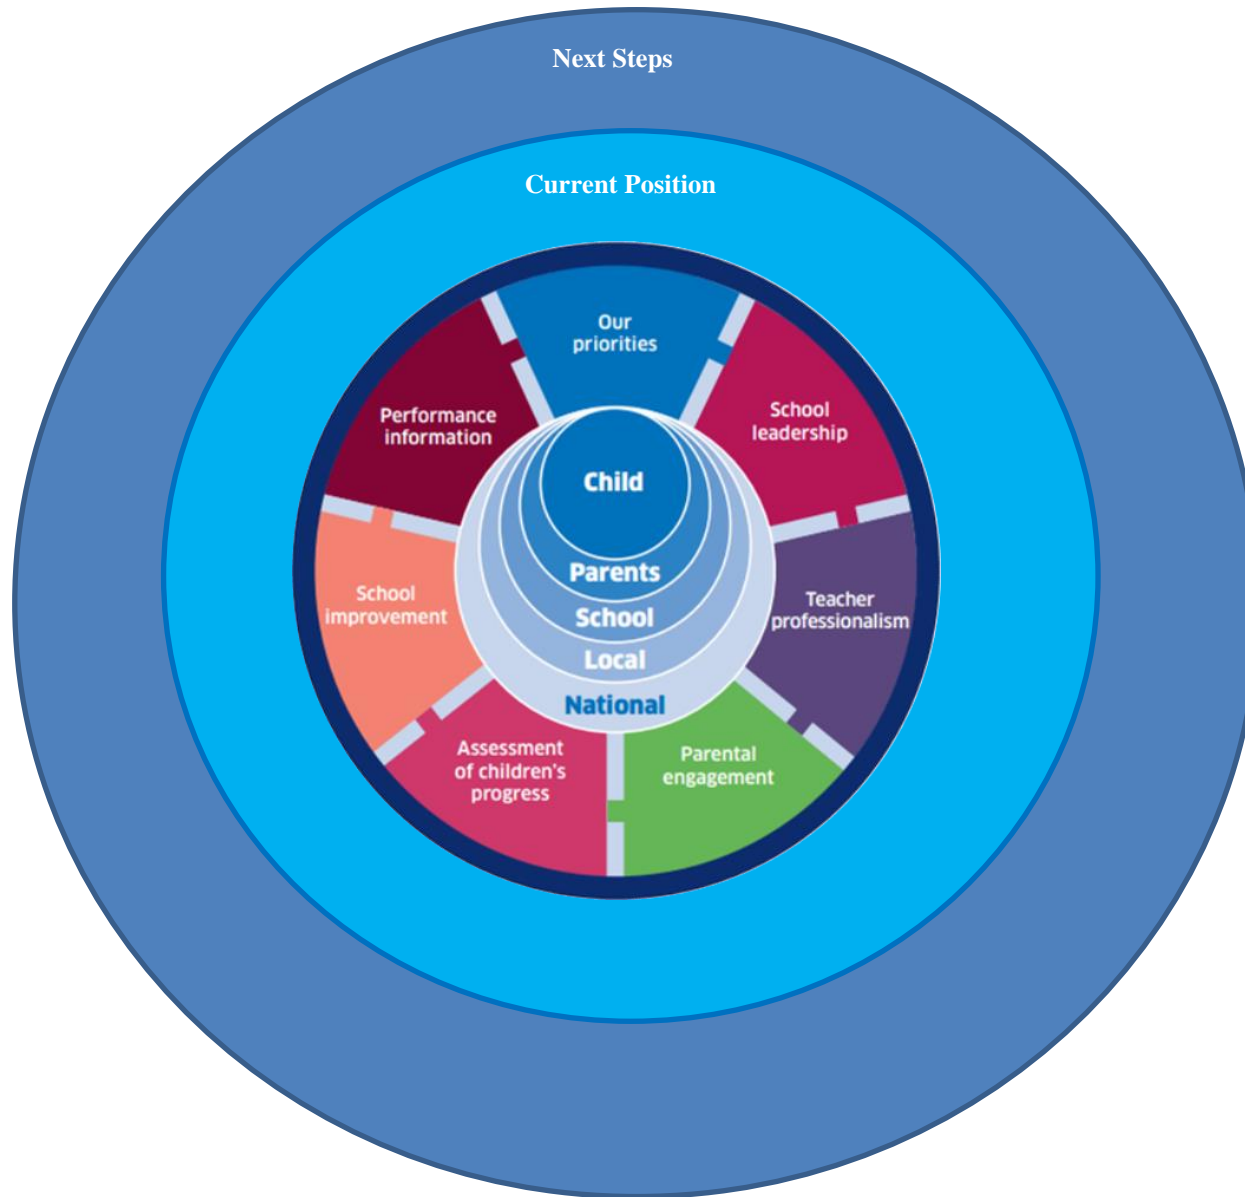 Next Steps
Current Position
Our
priorities
School
leadership
Teacher
professionalism
Parental
engagement
Assessment
of children's
progress
School
improvement
Performance
information
Child
Parents
School
Local
National